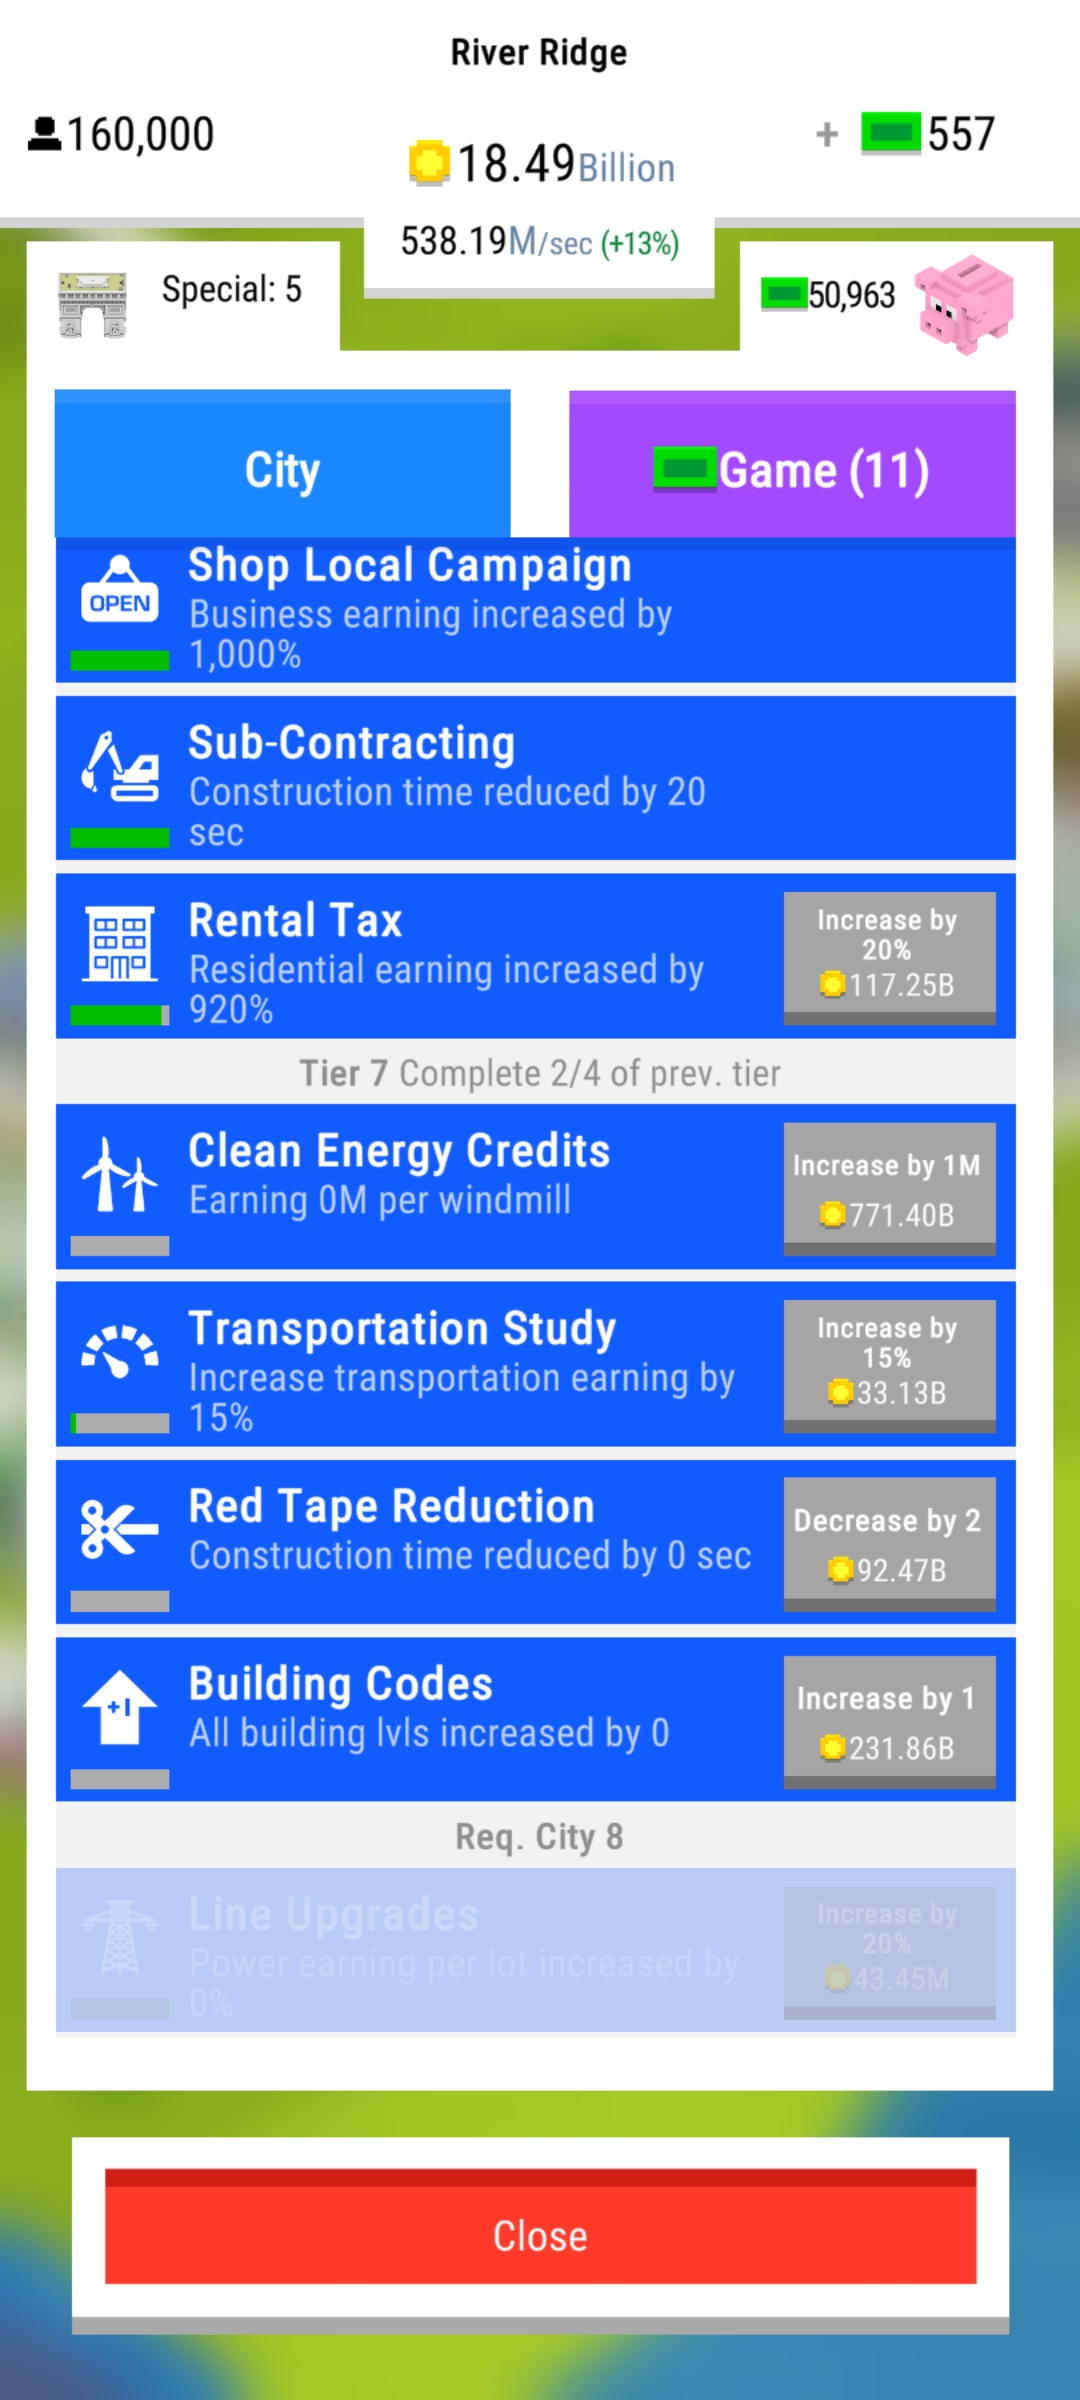 River Ridge
160,000
18.49Billion
+ 557
538.19M/sec (+13%)
Special: 5
50,963
City
Game (11)
Shop Local Campaign
OPEN
Business earning increased by
1,000%
Sub-Contracting
Construction time reduced by 20
sec
Rental Tax
Residential earning increased by
920%
Increase by
20%
117.25B
Tier 7 Complete 2/4 of prev. tier
Clean Energy Credits
Earning 0M per windmill
Increase by 1M
771.40B
Transportation Study
Increase transportation earning by
15%
Increase by
15%
33.13B
Red Tape Reduction
Construction time reduced by 0 sec
Decrease by 2
92.47B
Building Codes
+1
All building lvls increased by 0
Increase by 1
231.86B
Req. City 8
Line Upgrades
Power earning per lot increased by
0%
Increase by
20%
43.45M
Close